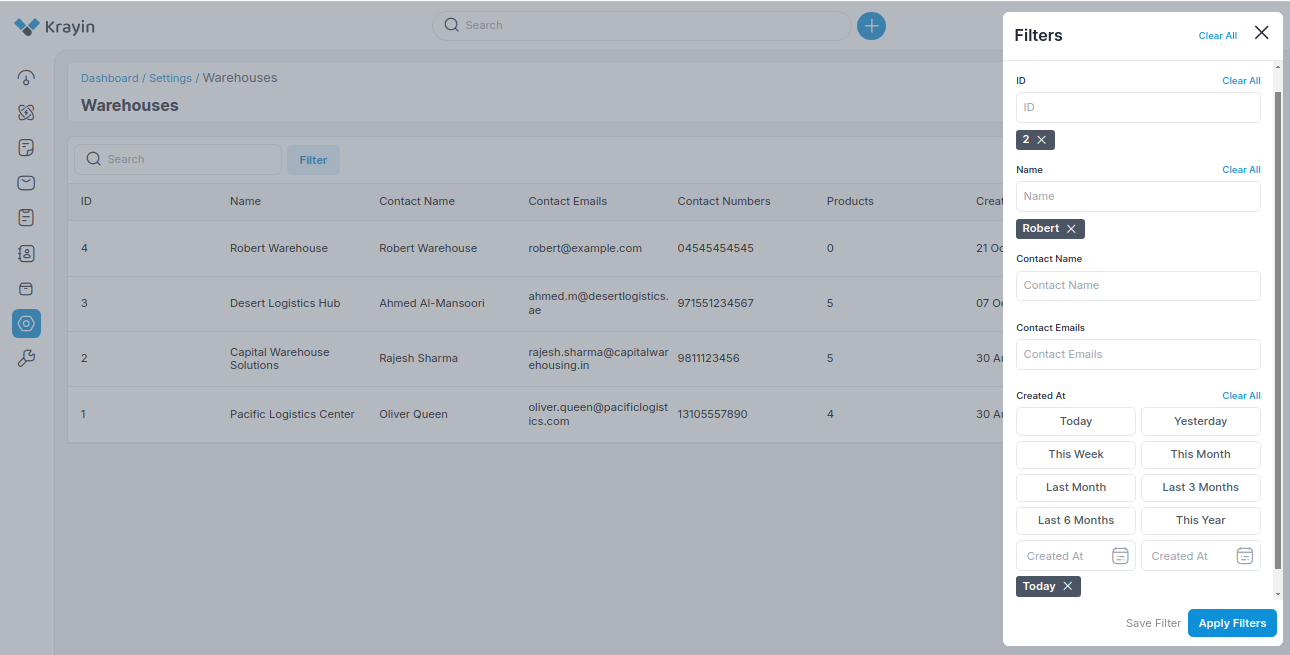 Krayin
Search
Dashboard / Settings / Warehouses
Warehouses
Search
Filter
ID Name Contact Name Contact Emails Contact Numbers Products Creat
4 Robert Warehouse Robert Warehouse robert@example.com 04545454545 0 21 Oc
3 Desert Logistics Hub Ahmed Al-Mansoori ahmed.m@desertlogistics.
ae 971551234567 5 07 Oc
2 Capital Warehouse
Solutions Rajesh Sharma rajesh.sharma@capitalwar
ehousing.in 9811123456 5 30 Au
1 Pacific Logistics Center Oliver Queen oliver.queen@pacificlogist
ics.com 13105557890 4 30 Au
Filters Clear All
ID Clear All
ID
2
Name Clear All
Name
Robert
Contact Name
Contact Name
Contact Emails
Contact Emails
Created At Clear All
Today Yesterday
This Week This Month
Last Month Last 3 Months
Last 6 Months This Year
Created At Created At
Today
Save Filter Apply Filters